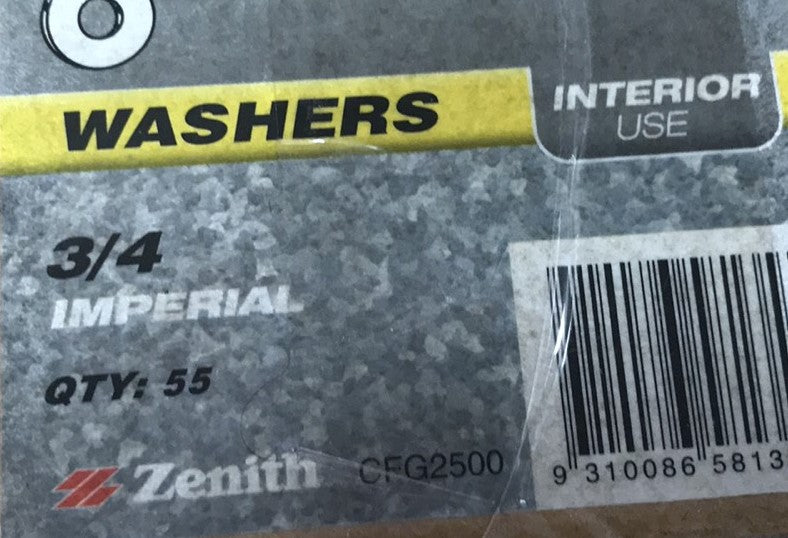 WASHERS
INTERIOR
USE
3/4
IMPERIAL
QTY: 55
Zenith
CFG2500
9 310086 5813